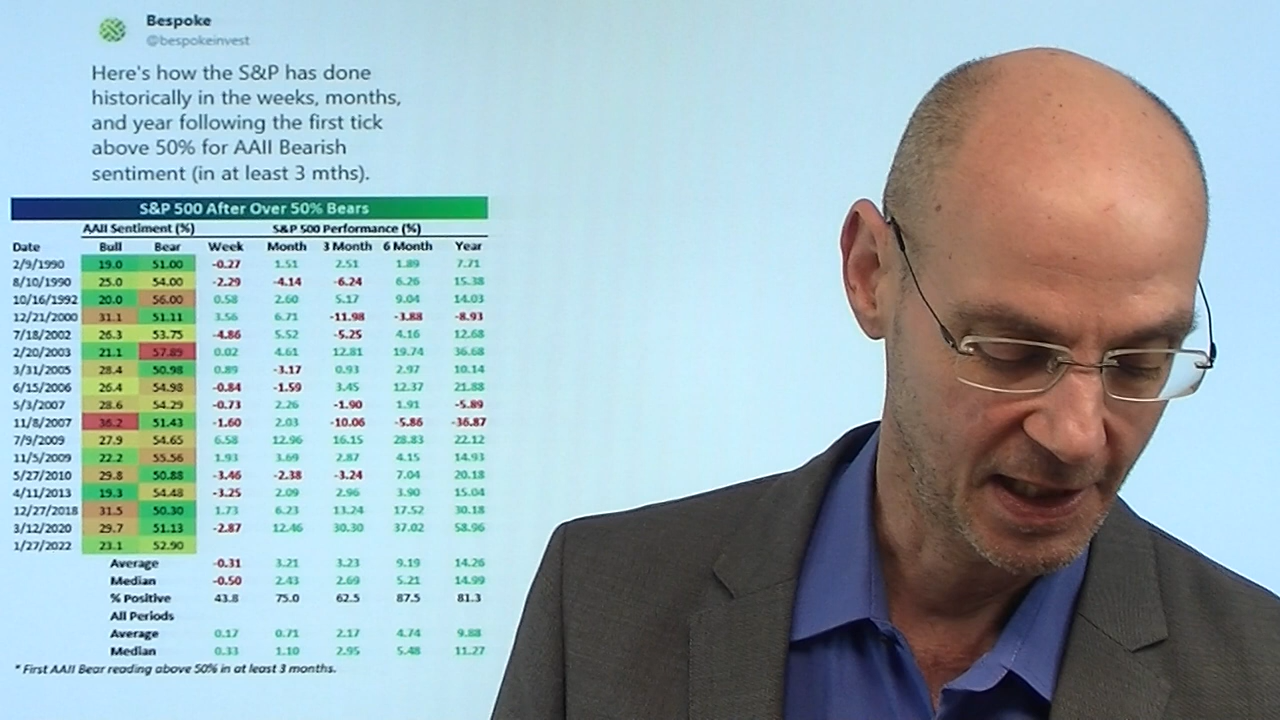 Bespoke
@bespokeinvest
Here's how the S&P has done
historically in the weeks, months,
and year following the first tick
above 50% for AAII Bearish
sentiment (in at least 3 mths).
S&P 500 After Over 50% Bears
AAII Sentiment (%) S&P 500 Performance (%)
Date Bull Bear Week Month 3 Month 6 Month Year
2/9/1990 19.0 51.00 -0.27 1.51 2.51 1.89 7.71
8/10/1990 25.0 54.00 -2.29 -4.14 -6.24 6.26 15.38
10/16/1992 20.0 56.00 0.58 2.60 5.17 9.04 14.03
12/21/2000 31.1 51.11 3.56 6.71 -11.98 -3.88 -8.93
7/18/2002 26.3 53.75 -4.86 5.52 -5.25 4.16 12.68
2/20/2003 21.1 57.89 0.02 4.61 12.81 19.74 36.68
3/31/2005 28.4 50.98 0.89 -3.17 0.93 2.97 10.14
6/15/2006 26.4 54.98 -0.84 -1.59 3.45 12.37 21.88
5/3/2007 28.6 54.29 -0.73 2.26 -1.90 1.91 -5.89
11/8/2007 36.2 51.43 -1.60 2.03 -10.06 -5.86 -36.87
7/9/2009 27.9 54.65 6.58 12.96 16.15 28.83 22.12
11/5/2009 22.2 55.56 1.93 3.69 2.87 4.15 14.93
5/27/2010 29.8 50.88 -3.46 -2.38 -3.24 7.04 20.18
4/11/2013 19.3 54.48 -3.25 2.09 2.96 3.90 15.04
12/27/2018 31.5 50.30 1.73 6.23 13.24 17.52 30.18
3/12/2020 29.7 51.13 -2.87 12.46 30.30 37.02 58.96
1/27/2022 23.1 52.90
Average -0.31 3.21 3.23 9.19 14.26
Median -0.50 2.43 2.69 5.21 14.99
% Positive 43.8 75.0 62.5 87.5 81.3
All Periods
Average 0.17 0.71 2.17 4.74 9.88
Median 0.33 1.10 2.95 5.48 11.27
* First AAII Bear reading above 50% in at least 3 months.